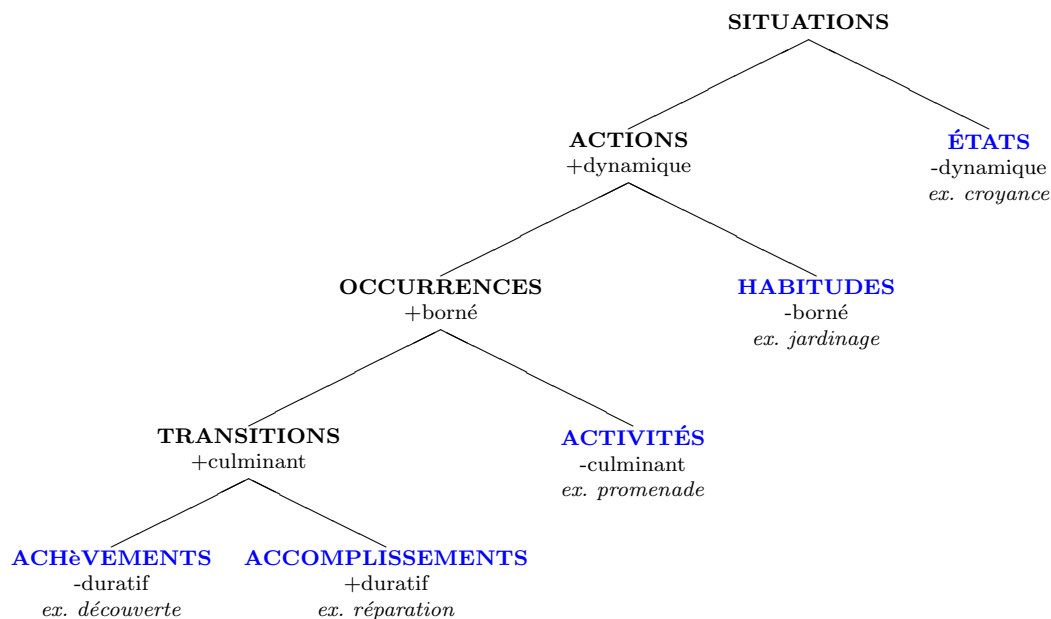 SITUATIONS
ACTIONS
+dynamique
ÉTATS
-dynamique
ex. croyance
OCCURRENCES
+borné
HABITUDES
-borné
ex. jardinage
TRANSITIONS
+culminant
ACTIVITÉS
-culminant
ex. promenade
ACHèVEMENTS
-duratif
ex. découverte
ACCOMPLISSEMENTS
+duratif
ex. réparation